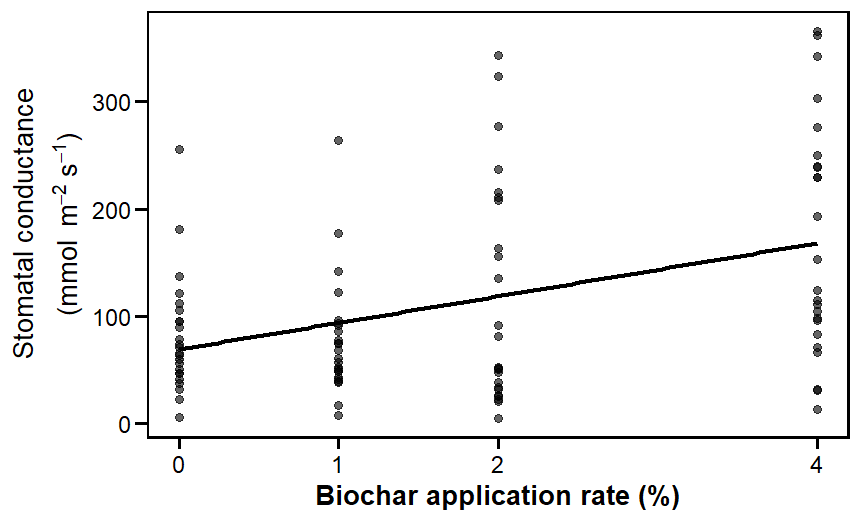 Stomatal conductance
(mmol m⁻² s⁻¹)
300
200
100
0
0 1 2 4
Biochar application rate (%)